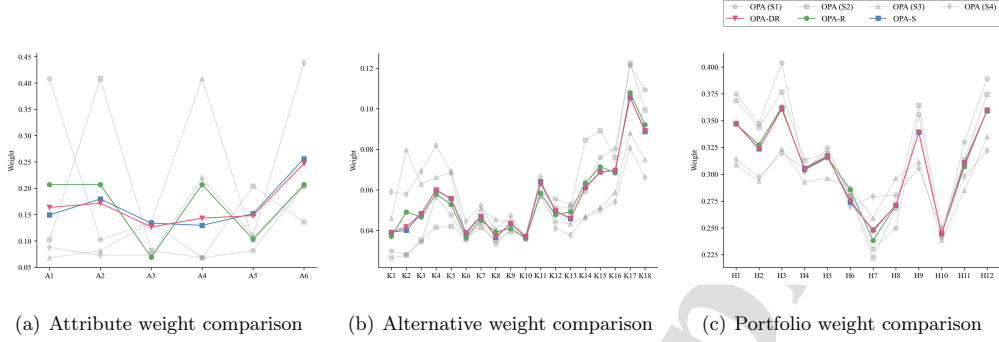 OPA (S1) OPA (S2) OPA (S3) OPA (S4)
OPA-DR OPA-R OPA-S
Weight
0.45
0.40
0.35
0.30
0.25
0.20
0.15
0.10
0.05
A1 A2 A3 A4 A5 A6
Weight
0.12
0.10
0.08
0.06
0.04
K1 K2 K3 K4 K5 K6 K7 K8 K9 K10 K11 K12 K13 K14 K15 K16 K17 K18
Weight
0.400
0.375
0.350
0.325
0.300
0.275
0.250
0.225
H1 H2 H3 H4 H5 H6 H7 H8 H9 H10 H11 H12
(a) Attribute weight comparison
(b) Alternative weight comparison
(c) Portfolio weight comparison